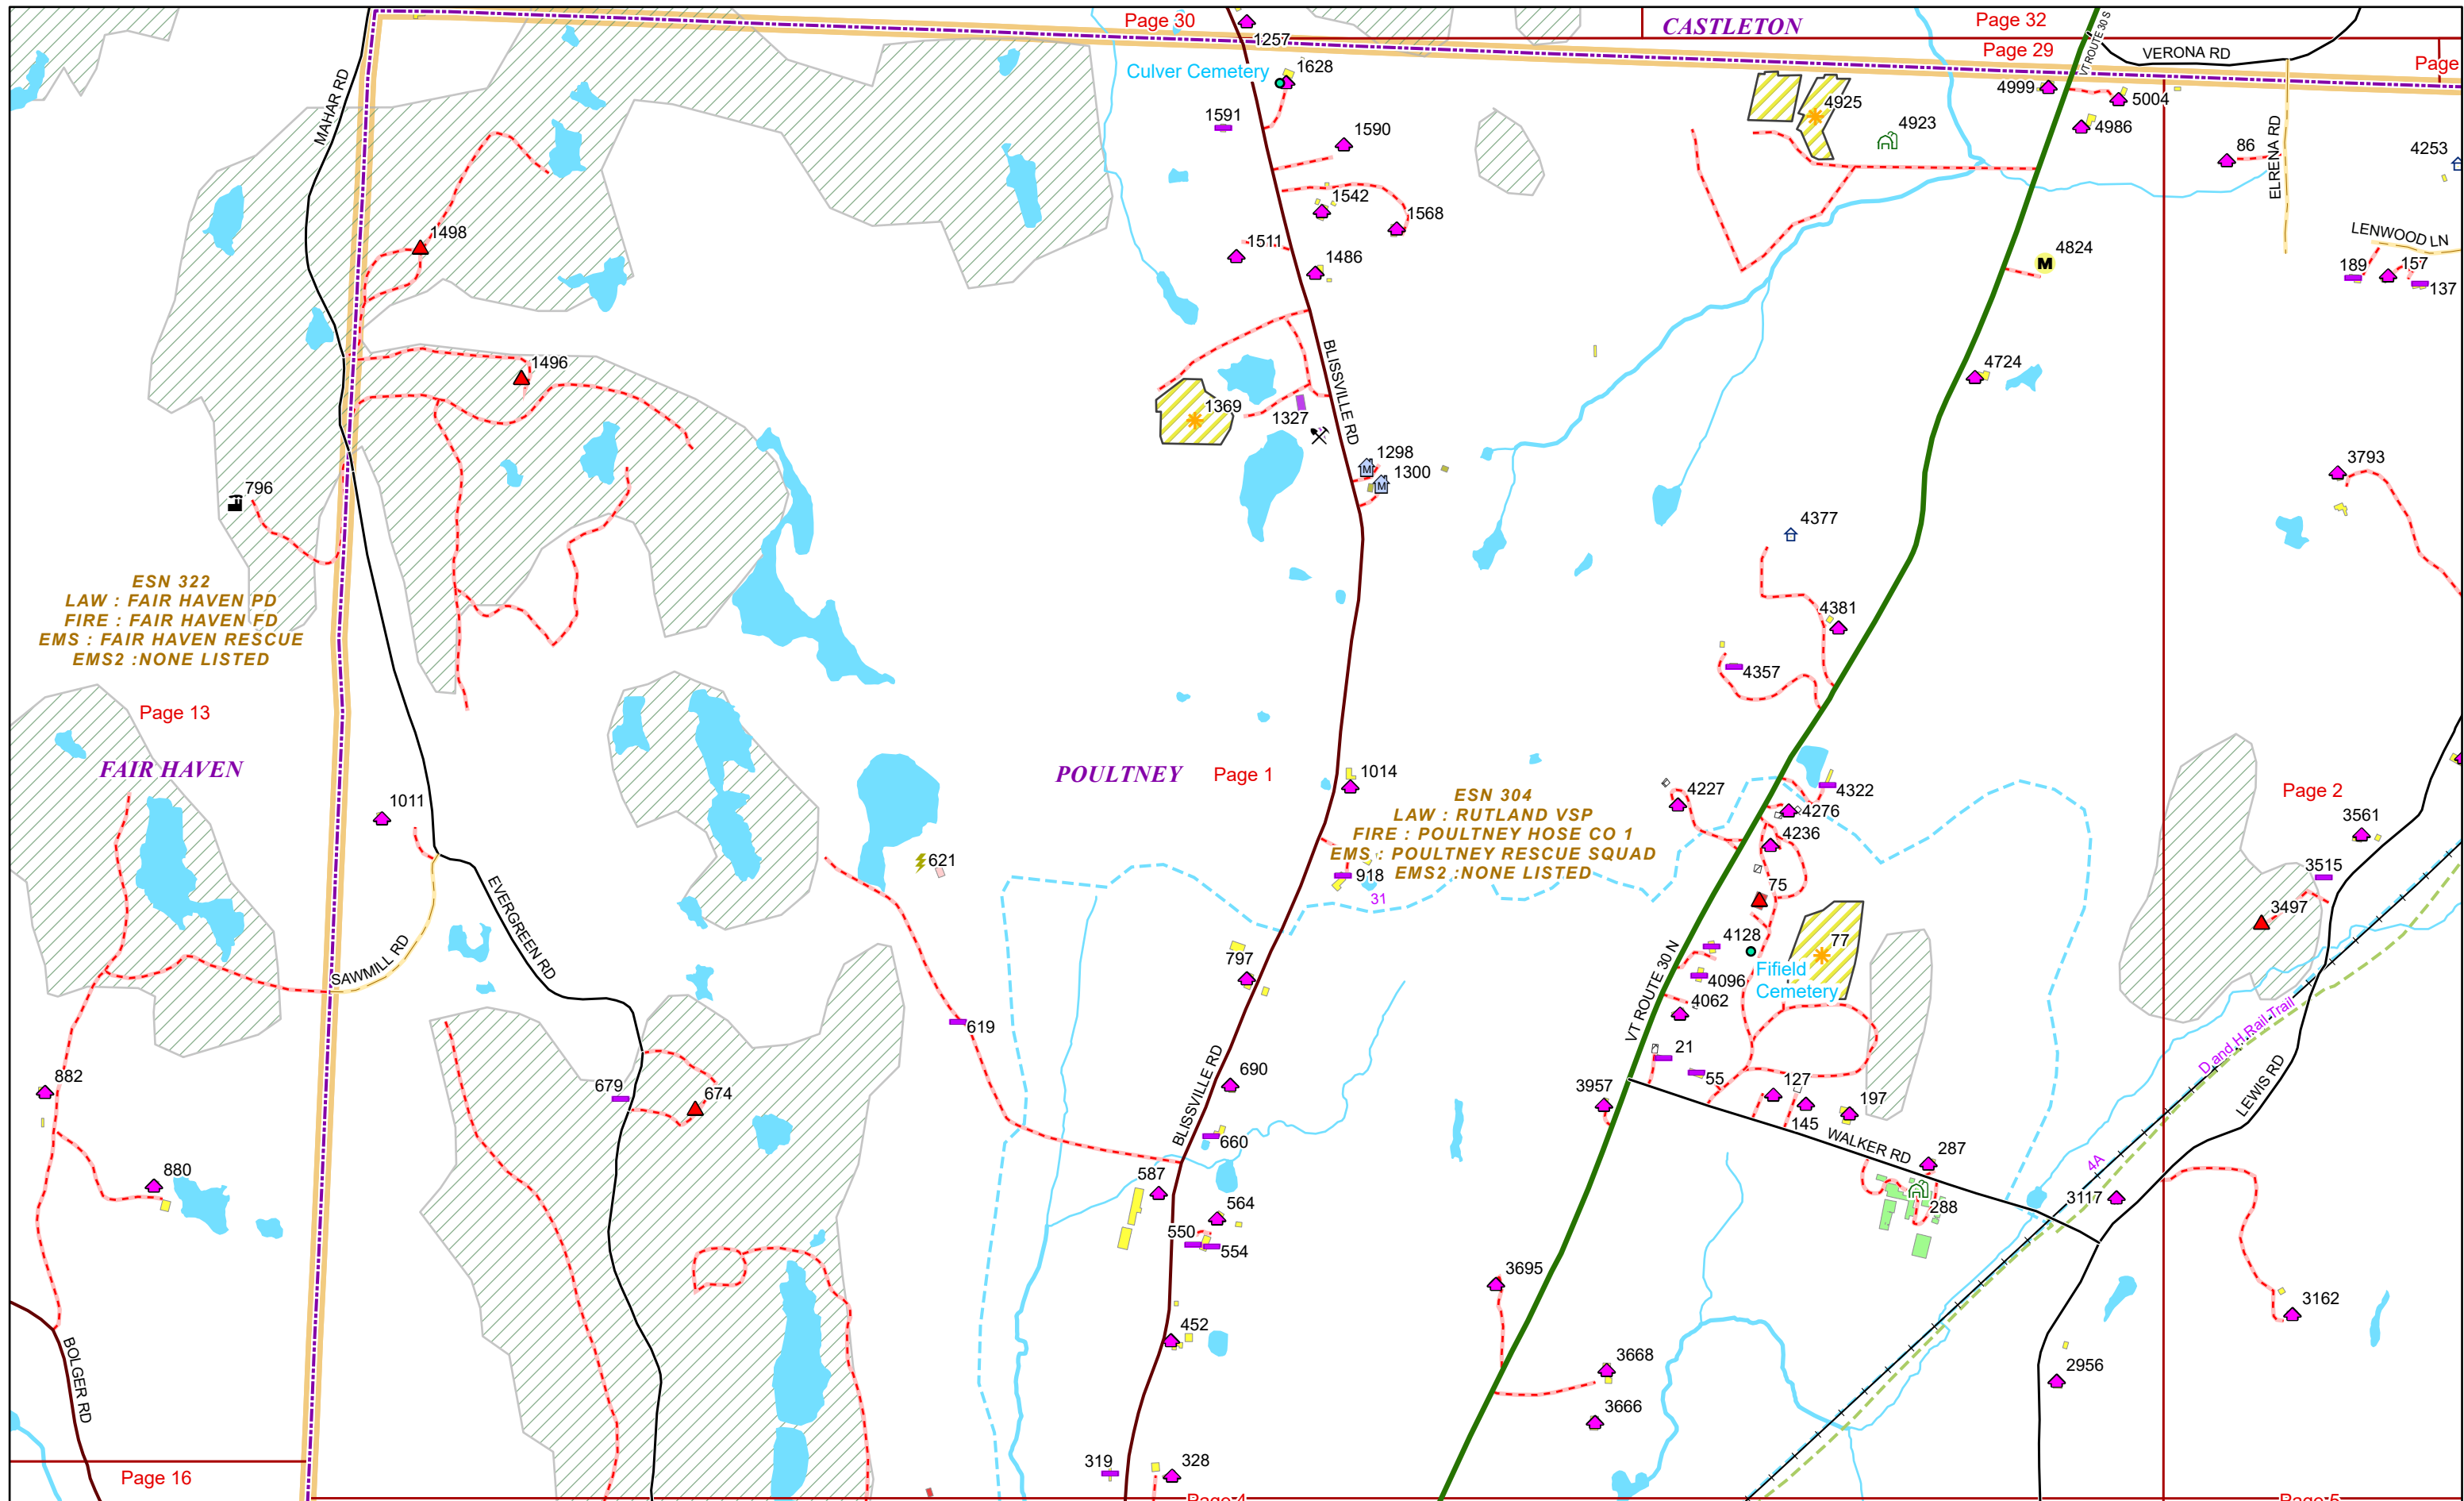 Page 30
CASTLETON
Page 32
VT ROUTE 30 S
1257
Page 29
VERONA RD
Page
Culver Cemetery
1628
MAHAR RD
4999
5004
4925
4986
1591
4923
1590
86
ELRENA RD
4253
1542
1568
1498
1511
1486
4824
LENWOOD LN
189
157
137
1496
BLISSVILLE RD
4724
1369
1327
1298
1300
3793
796
4377
ESN 322
LAW : FAIR HAVEN PD
FIRE : FAIR HAVEN FD
EMS : FAIR HAVEN RESCUE
EMS2 :NONE LISTED
4381
4357
Page 13
FAIR HAVEN
POULTNEY
Page 1
1014
ESN 304
LAW : RUTLAND VSP
FIRE : POULTNEY HOSE CO 1
EMS : POULTNEY RESCUE SQUAD
EMS2 :NONE LISTED
4227
4322
4276
4236
Page 2
3561
1011
621
918
31
75
3515
3497
EVERGREEN RD
SAWMILL RD
797
4128
77
Fifield
Cemetery
4096
4062
VT ROUTE 30 N
619
D and H Rail Trail
LEWIS RD
21
55
690
BLISSVILLE RD
882
679
674
3957
127
145
197
WALKER RD
660
287
4A
880
587
3117
288
564
550
554
3695
3162
452
BOLGER RD
3668
2956
3666
319
328
Page 16
Page 4
Page 5
M
M
M